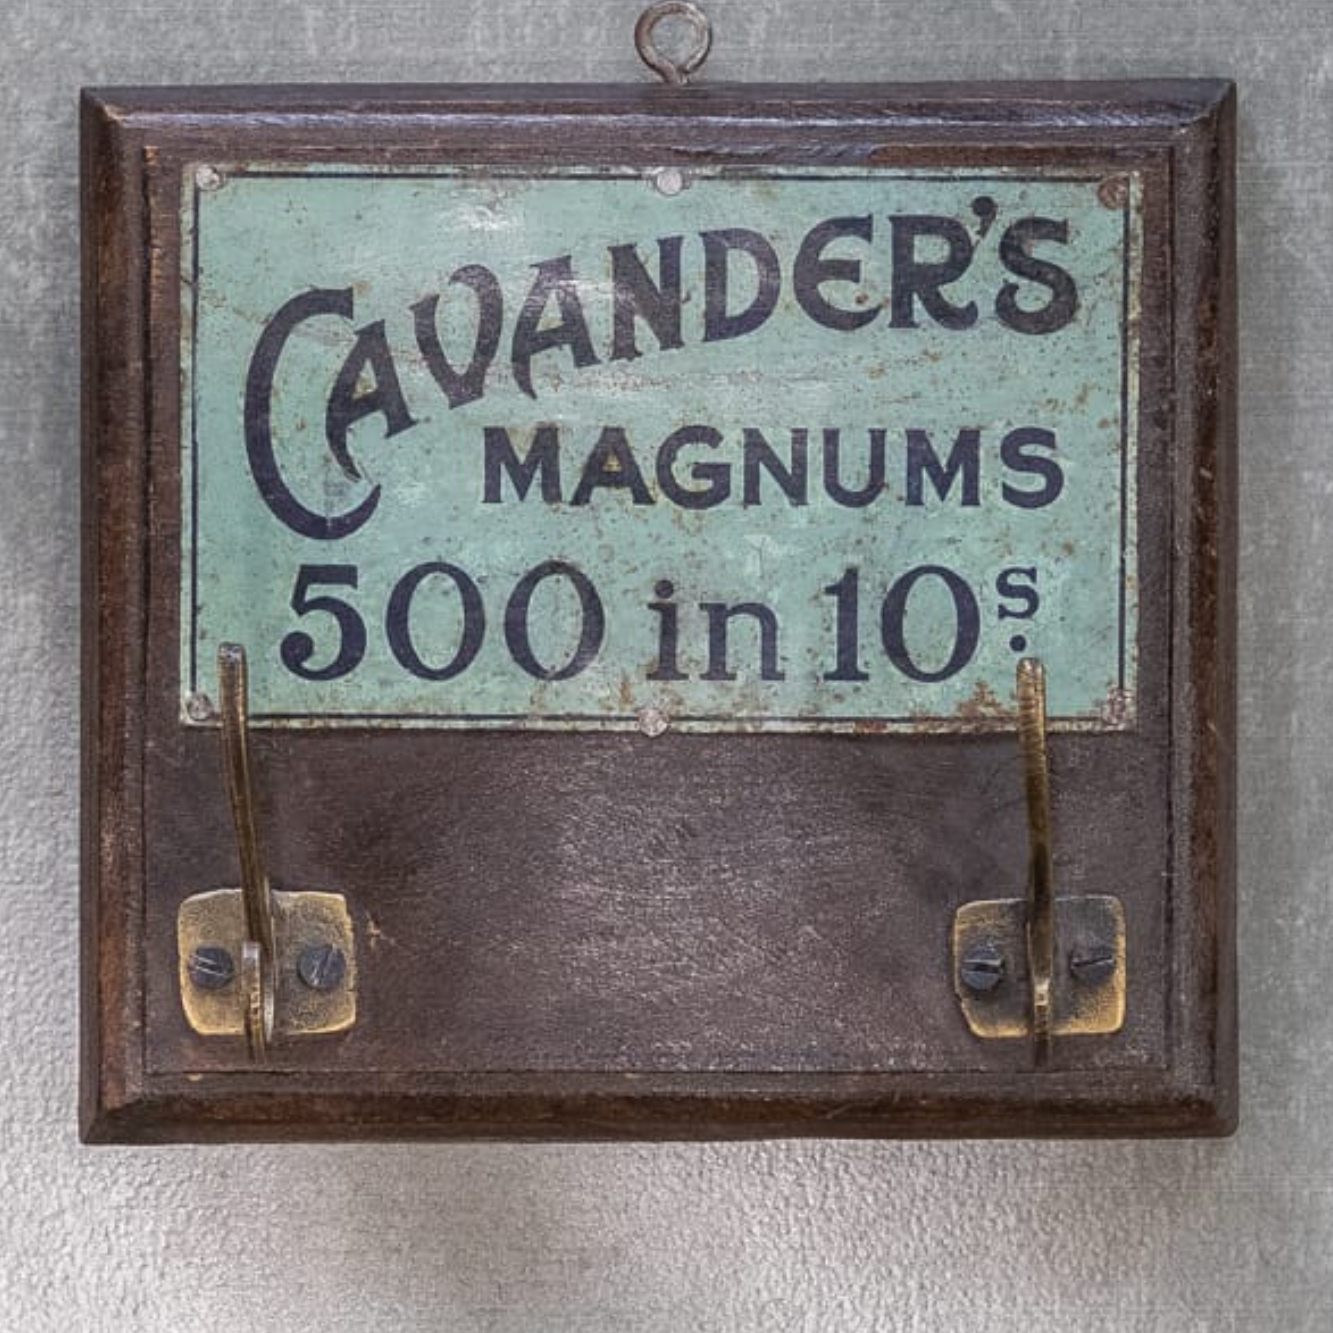 CAVANDER'S
MAGNUMS
500 in 10s.